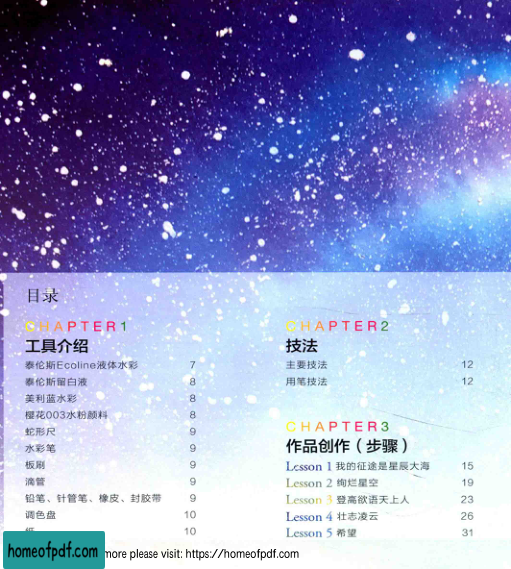 目录
CHAPTER1
工具介绍
泰伦斯Ecoline液体水彩 7
泰伦斯留白液 8
美利蓝水彩 8
樱花003水粉颜料 8
蛇形尺 9
水彩笔 9
板刷 9
滴管 9
铅笔、针管笔、橡皮、封胶带 9
调色盘 10
纸 10
CHAPTER2
技法
主要技法 12
用笔技法 12
CHAPTER3
作品创作（步骤）
Lesson 1 我的征途是星辰大海 15
Lesson 2 绚烂星空 19
Lesson 3 登高欲语天上人 23
Lesson 4 壮志凌云 26
Lesson 5 希望 31
homeofpdf.com
more please visit: https://homeofpdf.com